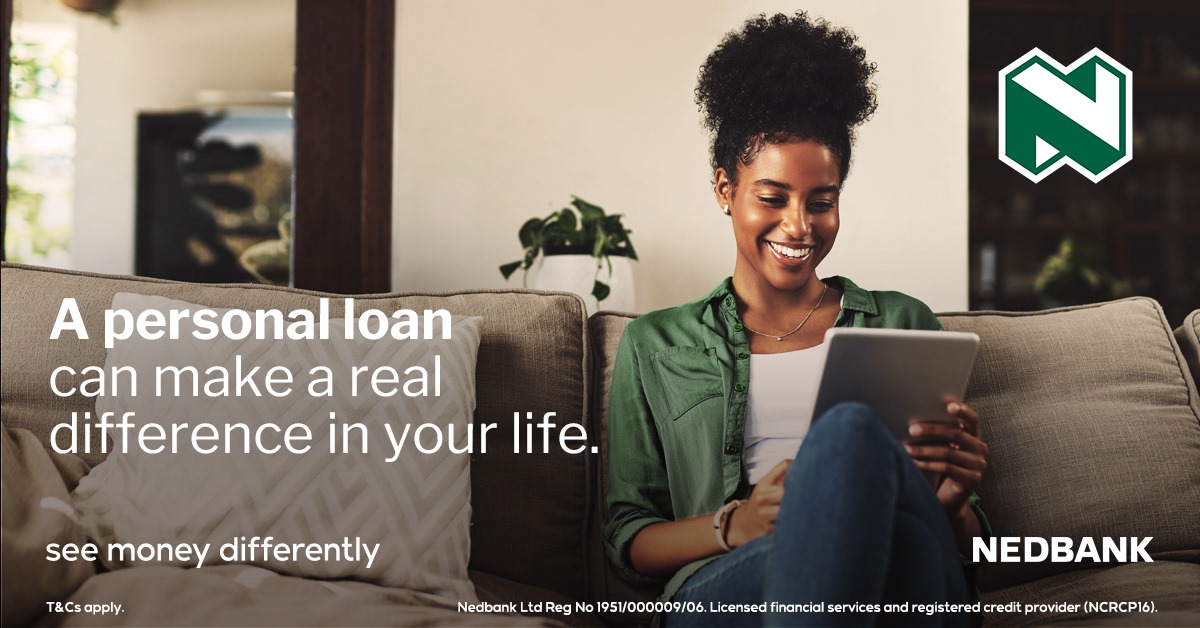 A personal loan
can make a real
difference in your life.
see money differently
NEDBANK
T&Cs apply.
Nedbank Ltd Reg No 1951/000009/06. Licensed financial services and registered credit provider (NCRCP16).